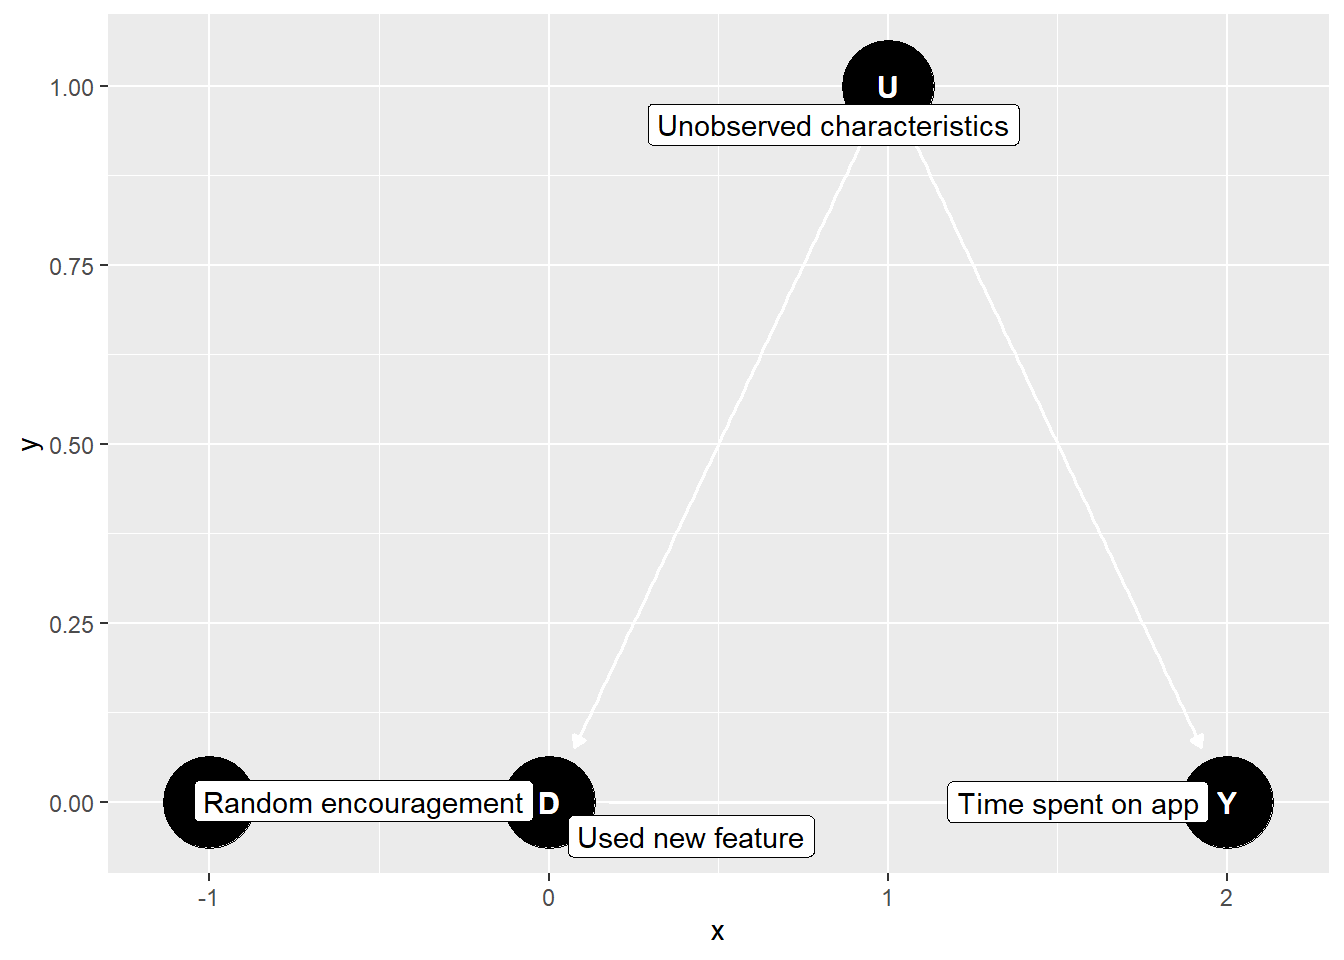 1.00
0.75
0.50
0.25
0.00
y
U
Unobserved characteristics
Random encouragement
D
Used new feature
Time spent on app
Y
-1
0
1
2
x